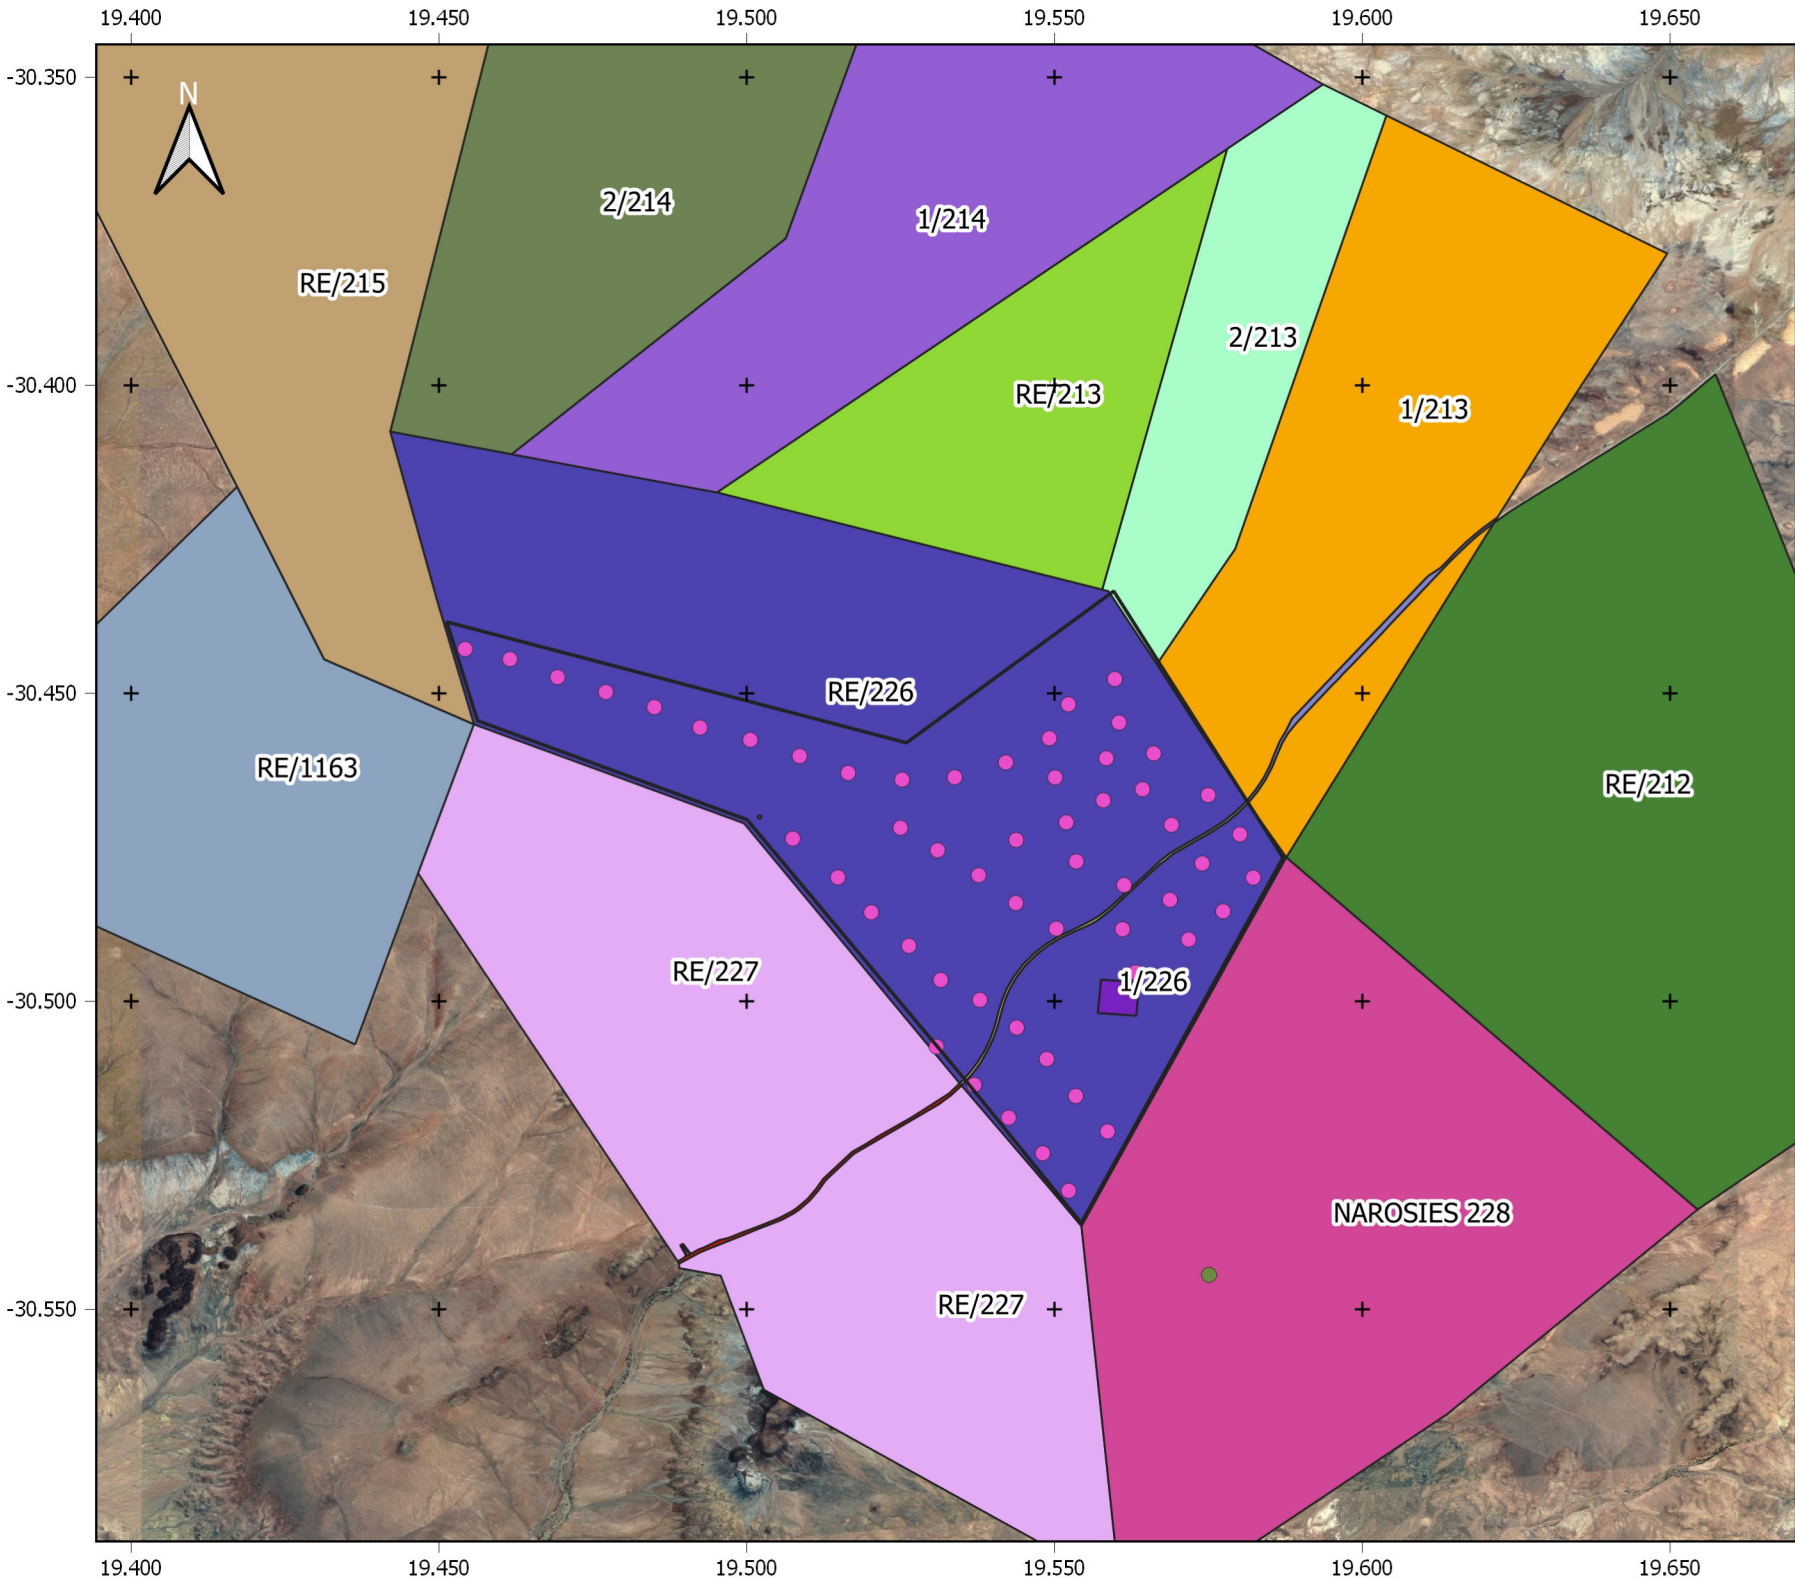 19.400 19.450 19.500 19.550 19.600 19.650
-30.350
N
2/214
1/214
RE/215
2/213
-30.400
RE/213
1/213
-30.450
RE/226
RE/1163
RE/212
RE/227
1/226
-30.500
NAROSIES 228
RE/227
-30.550
19.400 19.450 19.500 19.550 19.600 19.650